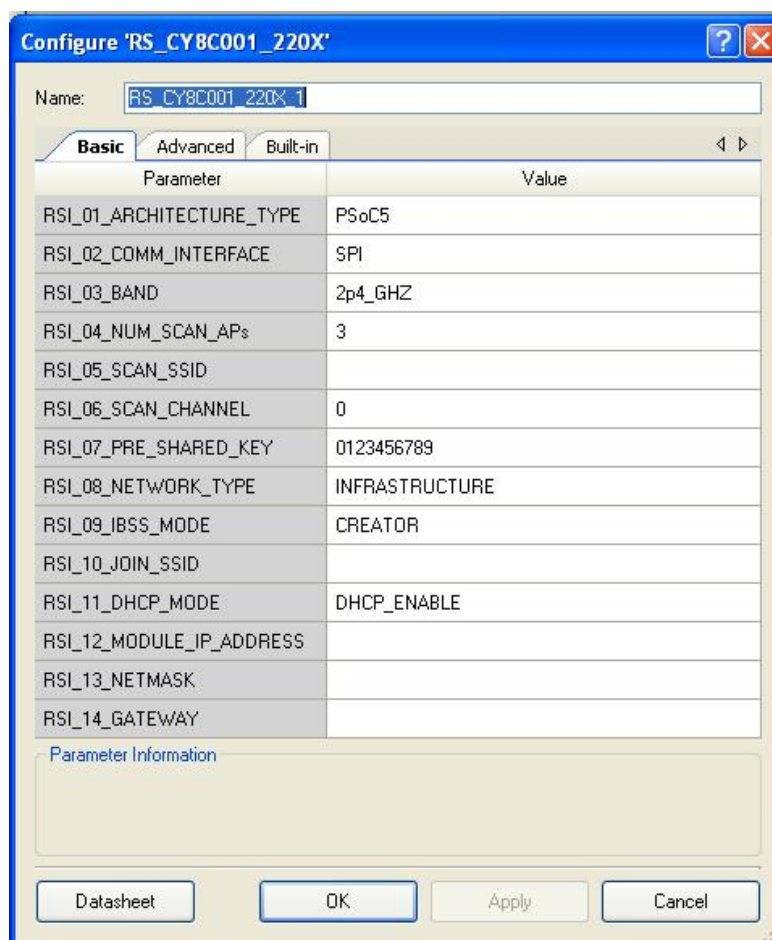 Configure 'RS_CY8C001_220X'
Name: RS_CY8C001_220X_1
Basic Advanced Built-in
Parameter Value
RSI_01_ARCHITECTURE_TYPE PSoC5
RSI_02_COMM_INTERFACE SPI
RSI_03_BAND 2p4_GHZ
RSI_04_NUM_SCAN_APs 3
RSI_05_SCAN_SSID
RSI_06_SCAN_CHANNEL 0
RSI_07_PRE_SHARED_KEY 0123456789
RSI_08_NETWORK_TYPE INFRASTRUCTURE
RSI_09_IBSS_MODE CREATOR
RSI_10_JOIN_SSID
RSI_11_DHCP_MODE DHCP_ENABLE
RSI_12_MODULE_IP_ADDRESS
RSI_13_NETMASK
RSI_14_GATEWAY
Parameter Information
Datasheet OK Apply Cancel